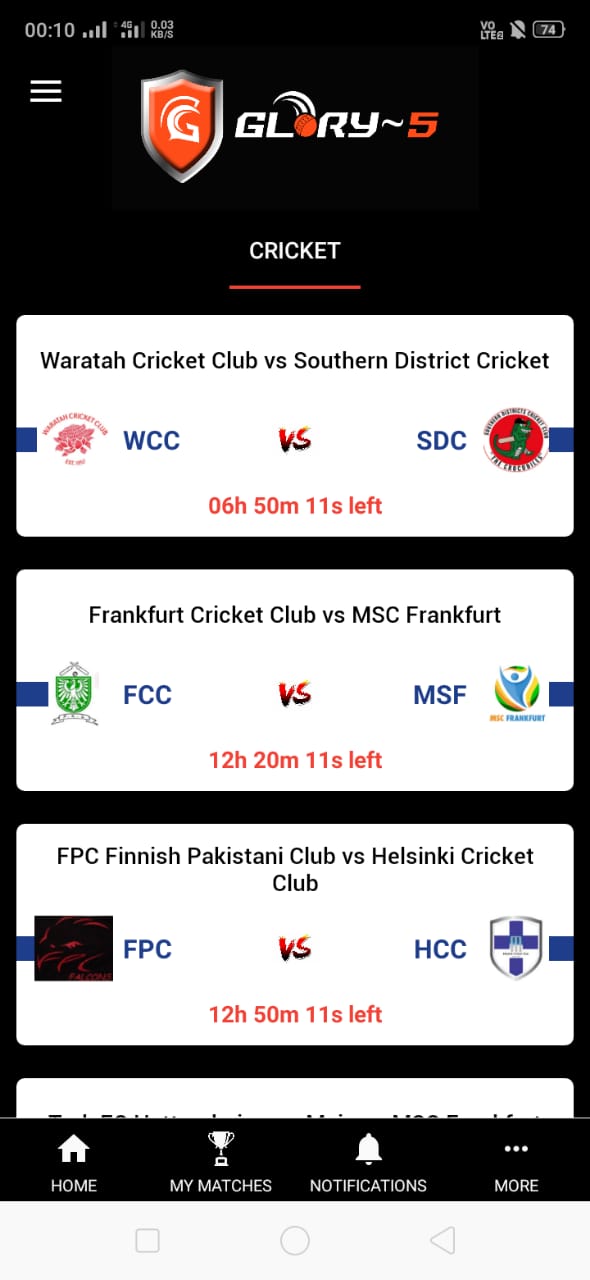 00:10 4G 0.03 KB/S VO LTE 74
G GLORY~5
CRICKET
Waratah Cricket Club vs Southern District Cricket
WARATAH CRICKET CLUB
WCC VS SDC
SOUTHERN DISTRICTS CRICKET CLUB
THE CROCODILES
06h 50m 11s left
Frankfurt Cricket Club vs MSC Frankfurt
FCC VS MSF
MSC FRANKFURT
12h 20m 11s left
FPC Finnish Pakistani Club vs Helsinki Cricket
Club
FPC VS HCC
FPC
FALCONS
12h 50m 11s left
HOME MY MATCHES NOTIFICATIONS MORE